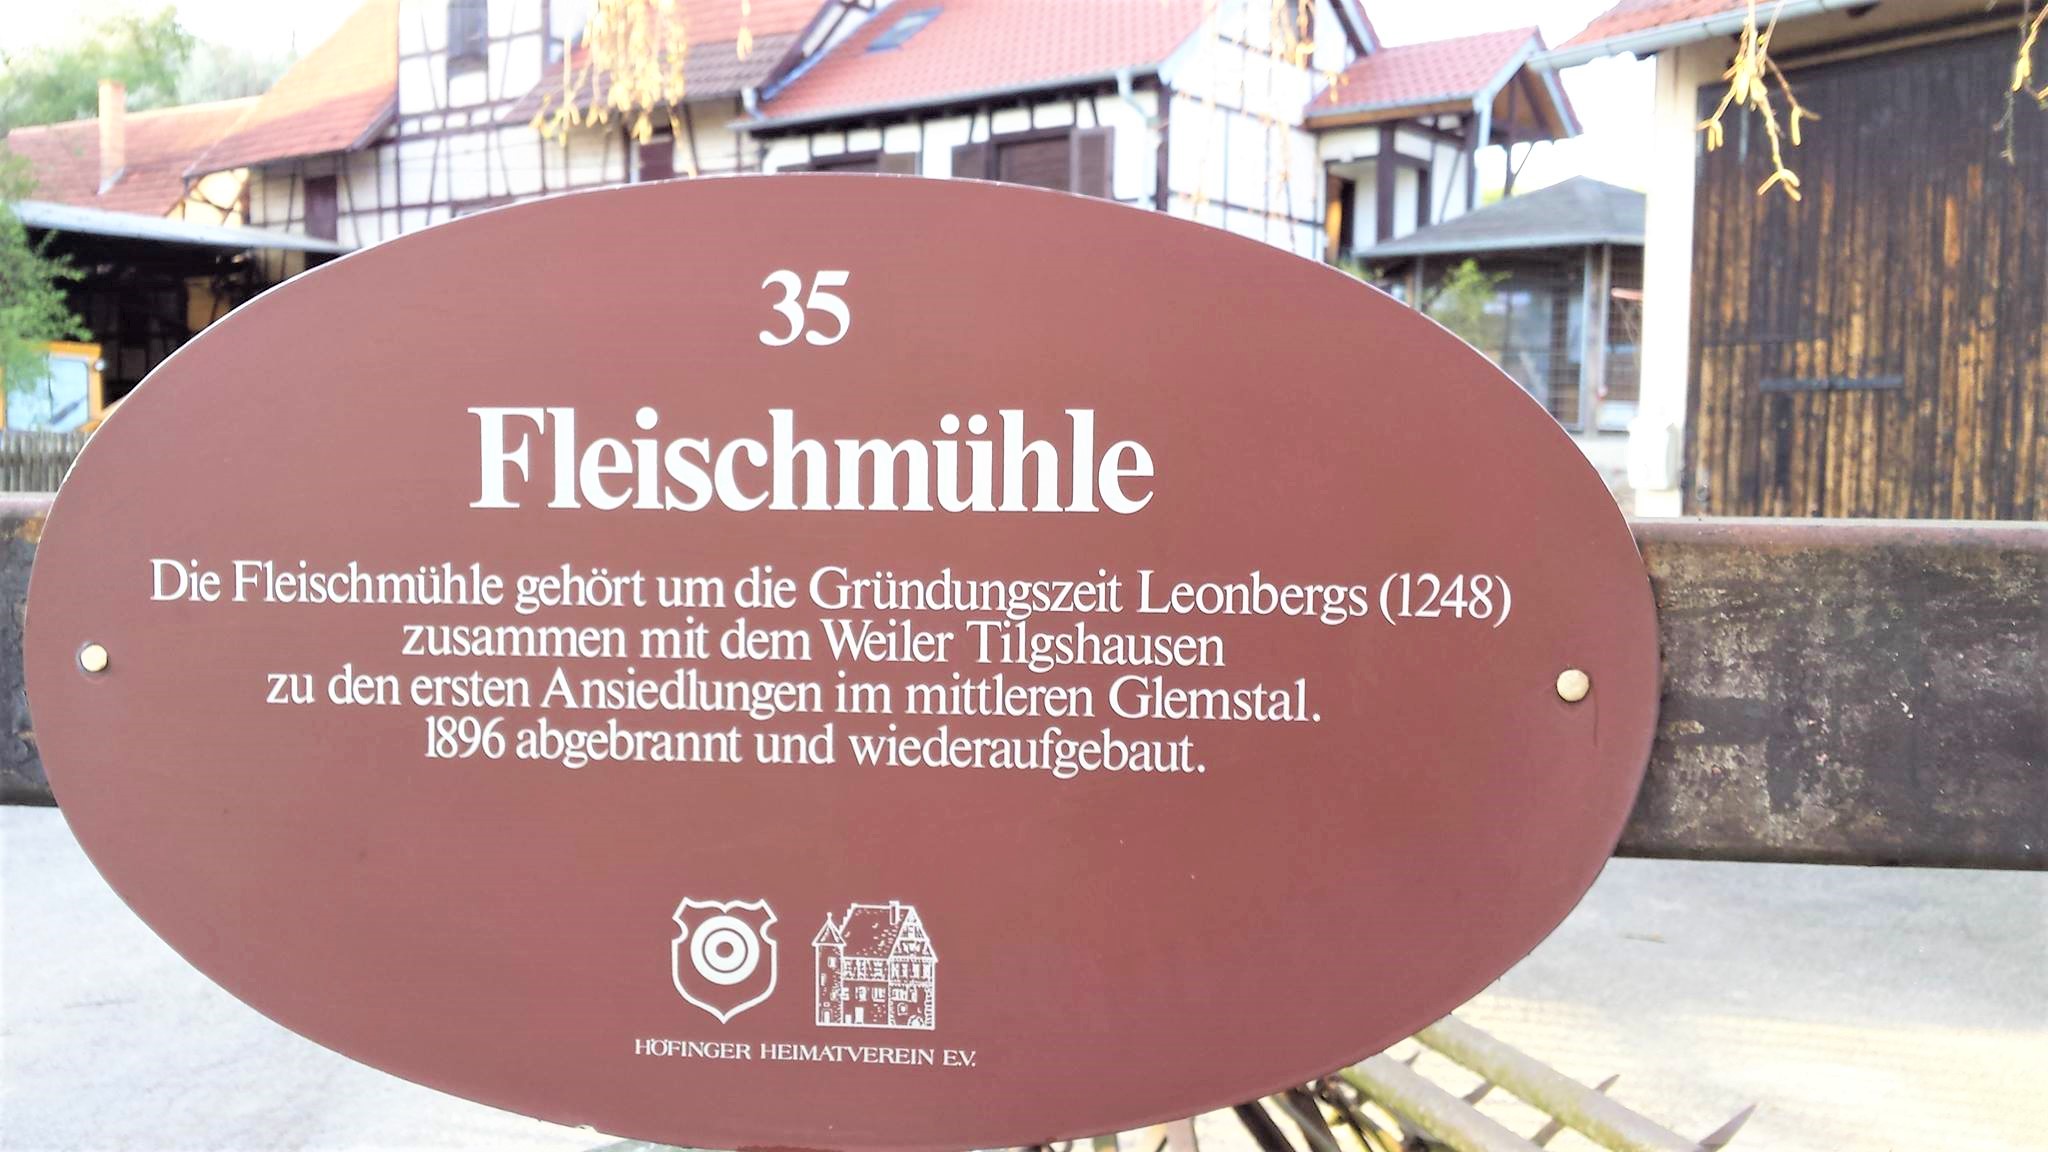 35
Fleischmühle
Die Fleischmühle gehört um die Gründungszeit Leonbergs (1248)
zusammen mit dem Weiler Tilgshausen
zu den ersten Ansiedlungen im mittleren Glemstal.
1896 abgebrannt und wiederaufgebaut.
HÖFINGER HEIMATVEREIN E.V.